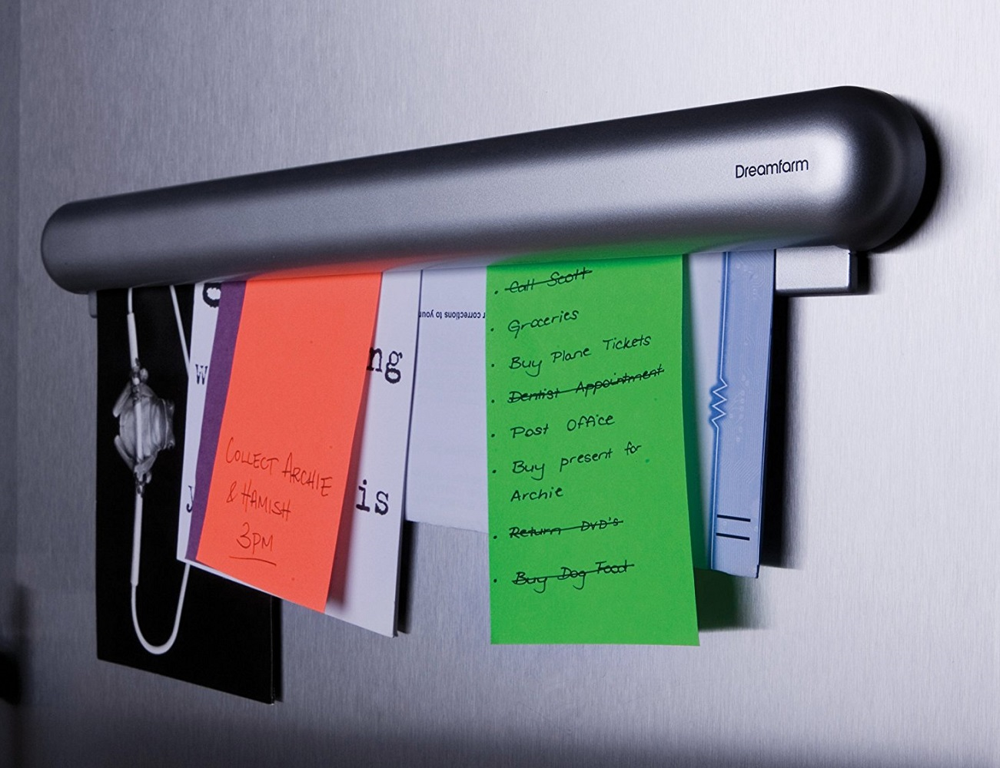 Dreamfarm
ng
w
is
COLLECT ARCHIE
& HAMISH
3PM
r corrections to your
Call Scott
Groceries
Buy Plane Tickets
Dentist Appointment
Post Office
Buy present for
Archie
Return DVD's
Buy Dog Food